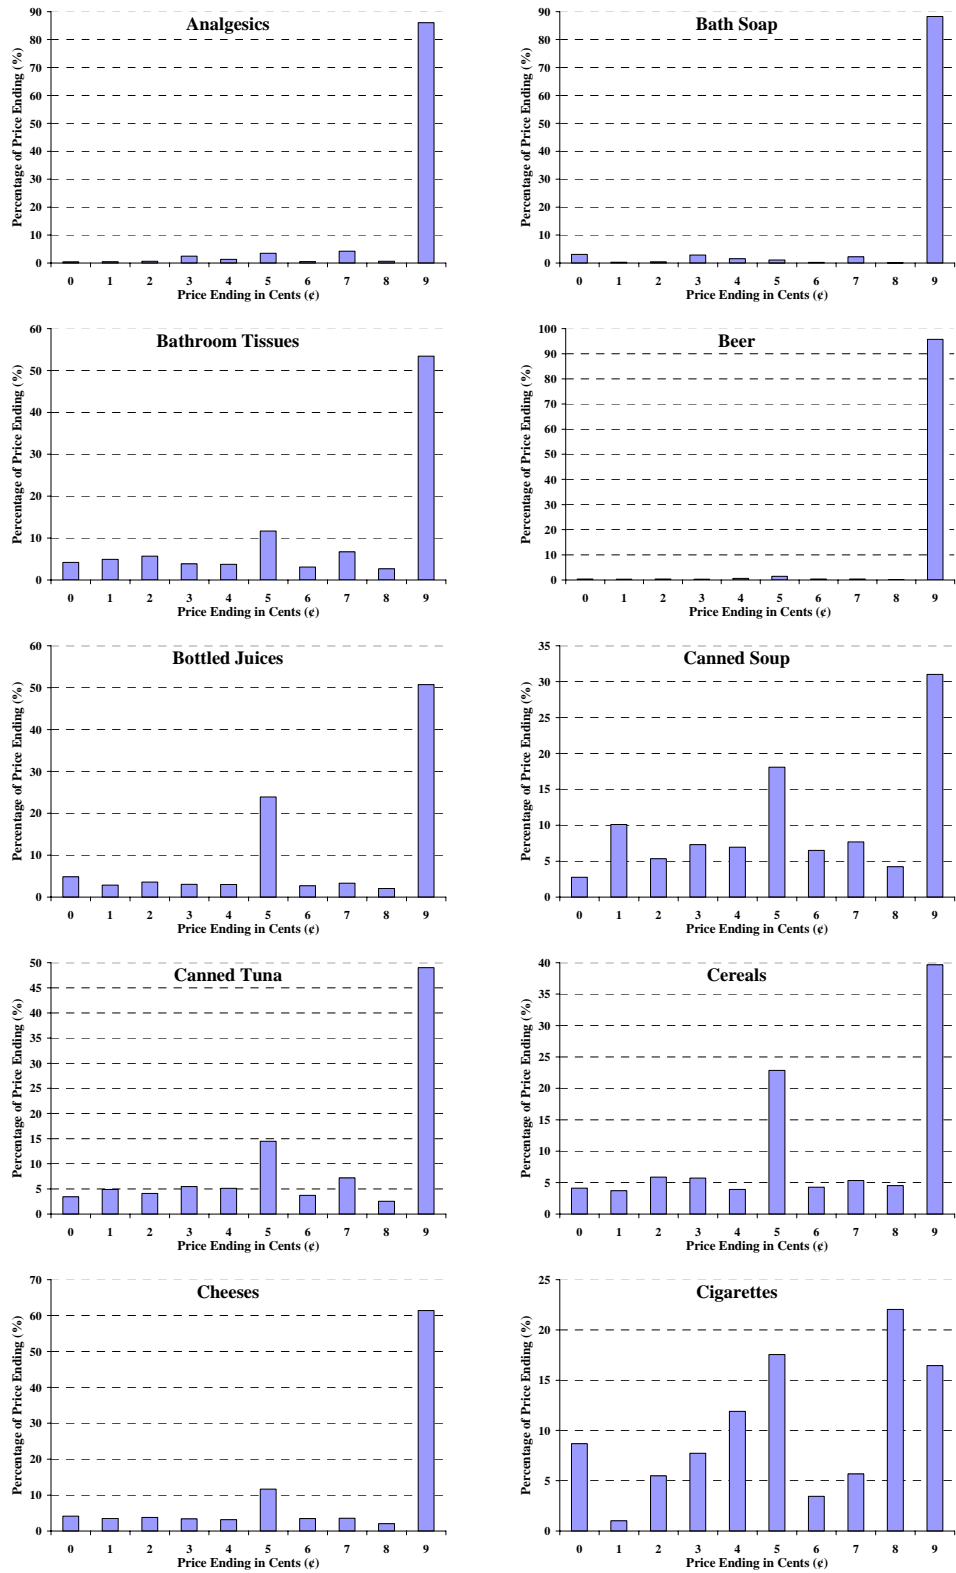 Analgesics
Percentage of Price Ending (%)
90
80
70
60
50
40
30
20
10
0
0 1 2 3 4 5 6 7 8 9
Price Ending in Cents (¢)
Bath Soap
Percentage of Price Ending (%)
90
80
70
60
50
40
30
20
10
0
0 1 2 3 4 5 6 7 8 9
Price Ending in Cents (¢)
Bathroom Tissues
Percentage of Price Ending (%)
60
50
40
30
20
10
0
0 1 2 3 4 5 6 7 8 9
Price Ending in Cents (¢)
Beer
Percentage of Price Ending (%)
100
90
80
70
60
50
40
30
20
10
0
0 1 2 3 4 5 6 7 8 9
Price Ending in Cents (¢)
Bottled Juices
Percentage of Price Ending (%)
60
50
40
30
20
10
0
0 1 2 3 4 5 6 7 8 9
Price Ending in Cents (¢)
Canned Soup
Percentage of Price Ending (%)
35
30
25
20
15
10
5
0
0 1 2 3 4 5 6 7 8 9
Price Ending in Cents (¢)
Canned Tuna
Percentage of Price Ending (%)
50
45
40
35
30
25
20
15
10
5
0
0 1 2 3 4 5 6 7 8 9
Price Ending in Cents (¢)
Cereals
Percentage of Price Ending (%)
40
35
30
25
20
15
10
5
0
0 1 2 3 4 5 6 7 8 9
Price Ending in Cents (¢)
Cheeses
Percentage of Price Ending (%)
70
60
50
40
30
20
10
0
0 1 2 3 4 5 6 7 8 9
Price Ending in Cents (¢)
Cigarettes
Percentage of Price Ending (%)
25
20
15
10
5
0
0 1 2 3 4 5 6 7 8 9
Price Ending in Cents (¢)